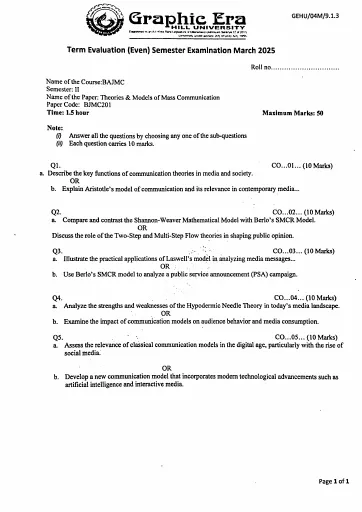 GEHU/04M/9.1.3
Graphic Era
HILL UNIVERSITY
Term Evaluation (Even) Semester Examination March 2025
Roll no..............................
Name of the Course:BAJMC
Semester: II
Name of the Paper: Theories & Models of Mass Communication
Paper Code: BJMC201
Time: 1.5 hour Maximum Marks: 50
Note:
(i) Answer all the questions by choosing any one of the sub-questions
(ii) Each question carries 10 marks.
Q1. CO...01... (10 Marks)
a. Describe the key functions of communication theories in media and society.
OR
b. Explain Aristotle's model of communication and its relevance in contemporary media...
Q2. CO...02... (10 Marks)
a. Compare and contrast the Shannon-Weaver Mathematical Model with Berlo's SMCR Model.
OR
Discuss the role of the Two-Step and Multi-Step Flow theories in shaping public opinion.
Q3. CO...03... (10 Marks)
a. Illustrate the practical applications of Laswell's model in analyzing media messages...
OR
b. Use Berlo's SMCR model to analyze a public service announcement (PSA) campaign.
Q4. CO...04... (10 Marks)
a. Analyze the strengths and weaknesses of the Hypodermic Needle Theory in today's media landscape.
OR
b. Examine the impact of communication models on audience behavior and media consumption.
Q5. CO...05... (10 Marks)
a. Assess the relevance of classical communication models in the digital age, particularly with the rise of
social media.
OR
b. Develop a new communication model that incorporates modern technological advancements such as
artificial intelligence and interactive media.
Page 1 of 1